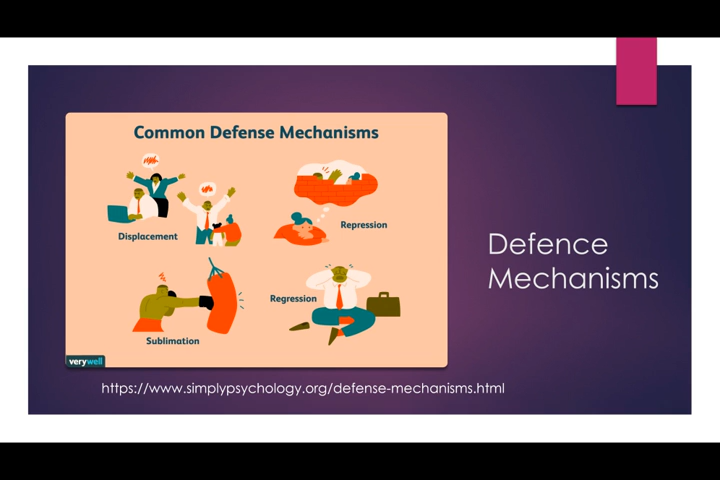 Common Defense Mechanisms
Displacement
Repression
Sublimation
Regression
verywell
Defence
Mechanisms
https://www.simplypsychology.org/defense-mechanisms.html